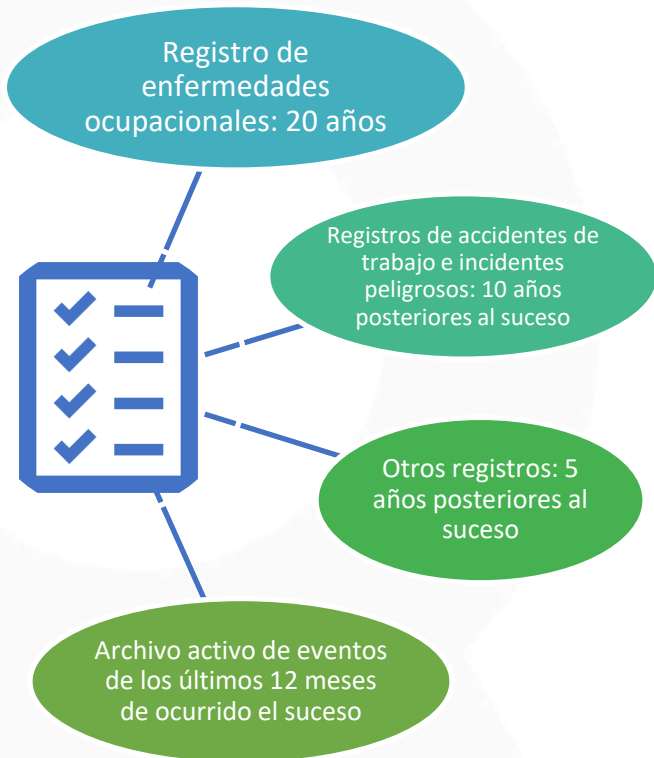 Registro de
enfermedades
ocupacionales: 20 años
Registros de accidentes de
trabajo e incidentes
peligrosos: 10 años
posteriores al suceso
Otros registros: 5
años posteriores al
suceso
Archivo activo de eventos
de los últimos 12 meses
de ocurrido el suceso